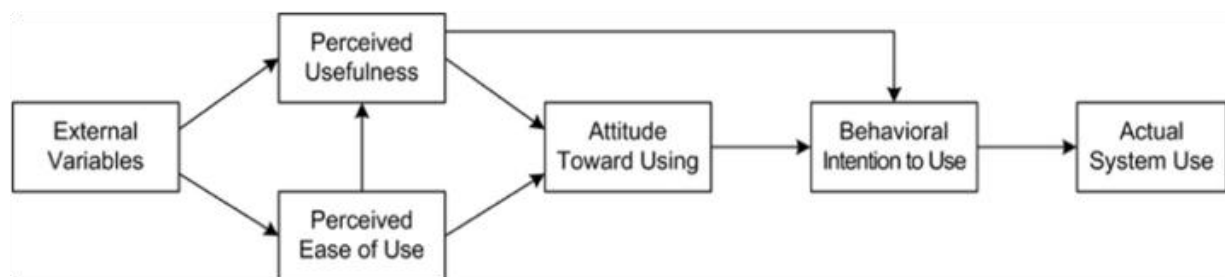 Perceived
Usefulness
External
Variables
Attitude
Toward Using
Behavioral
Intention to Use
Actual
System Use
Perceived
Ease of Use